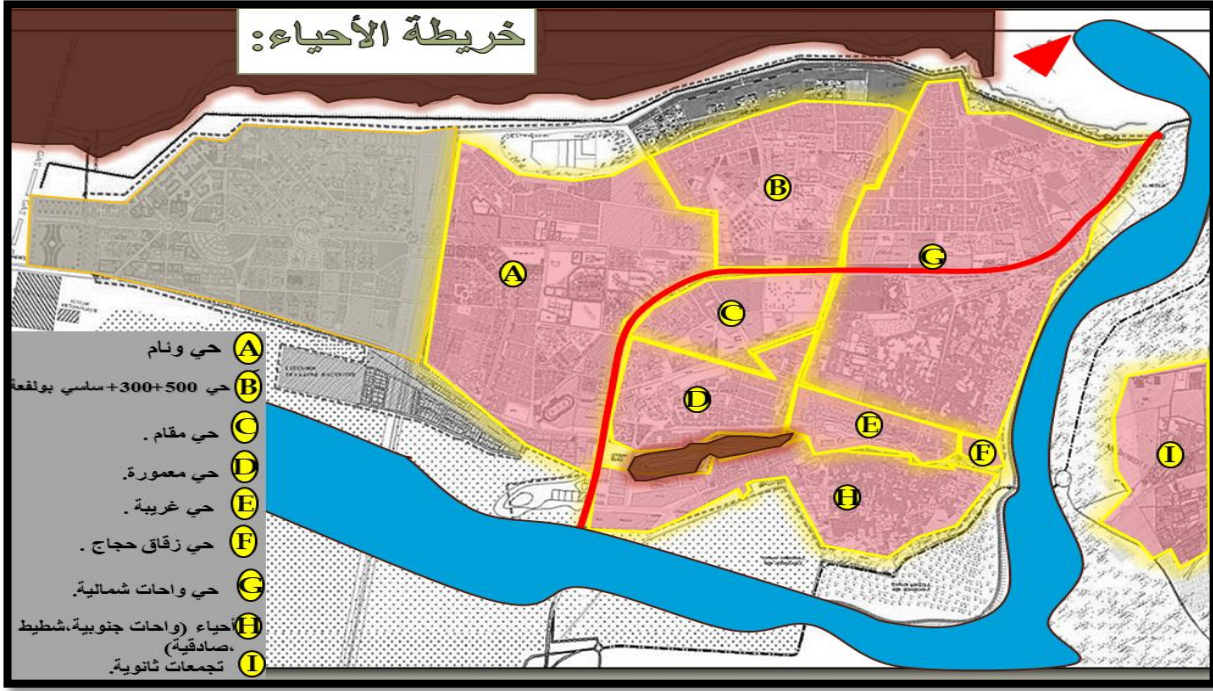 خريطة الأحياء:
B
A
G
C
D
E
F
I
H
A حي وئام
B حي 500+300+ساسي بولفعة
C حي مقام .
D حي معمورة.
E حي غريبة .
F حي زقاق حجاج .
G حي واحات شمالية.
H أحياء (واحات جنوبية،شطيط
،صادقية)
I تجمعات ثانوية.